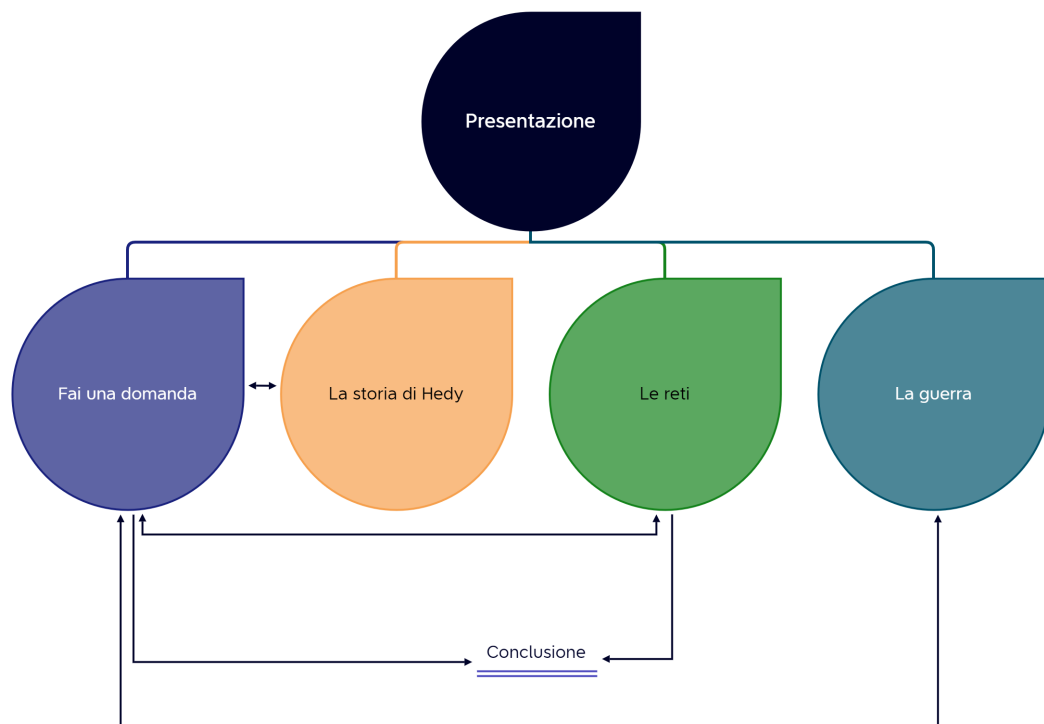 Presentazione
Fai una domanda
La storia di Hedy
Le reti
La guerra
Conclusione